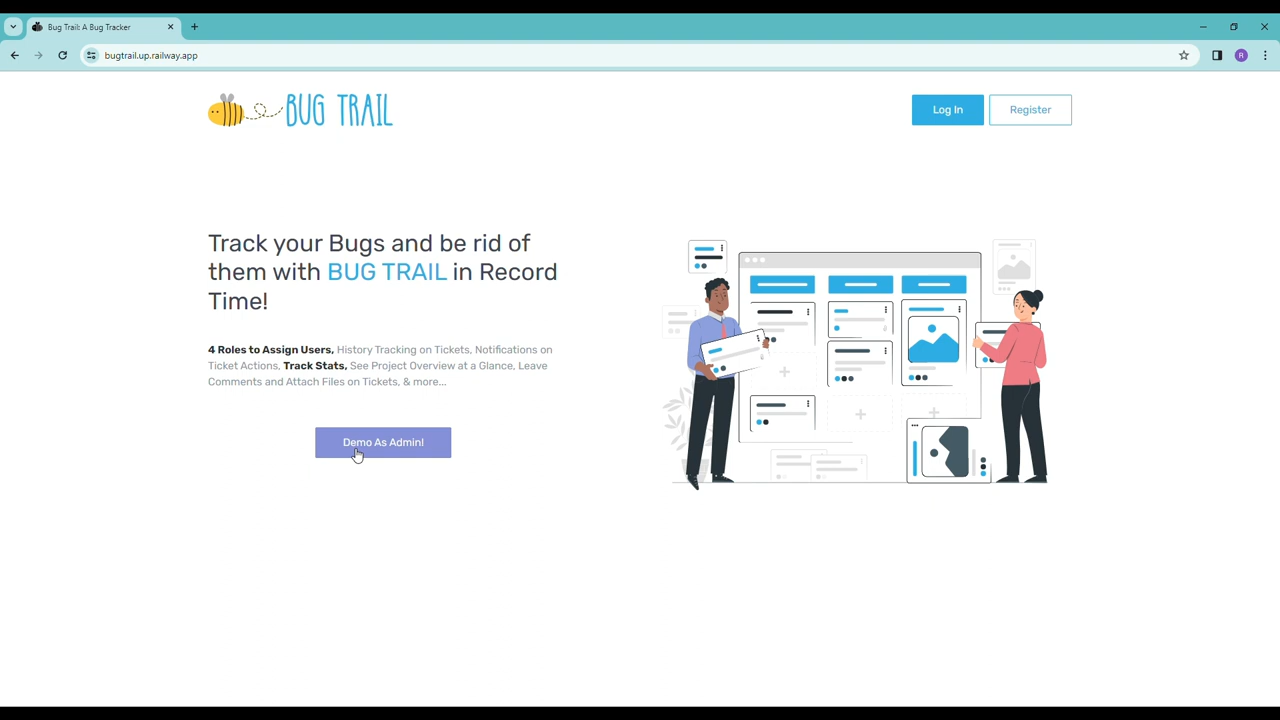 Bug Trail: A Bug Tracker
bugtrail.up.railway.app
R
BUG TRAIL
Log In
Register
Track your Bugs and be rid of
them with BUG TRAIL in Record
Time!
4 Roles to Assign Users, History Tracking on Tickets, Notifications on
Ticket Actions, Track Stats, See Project Overview at a Glance, Leave
Comments and Attach Files on Tickets, & more...
Demo As Admin!